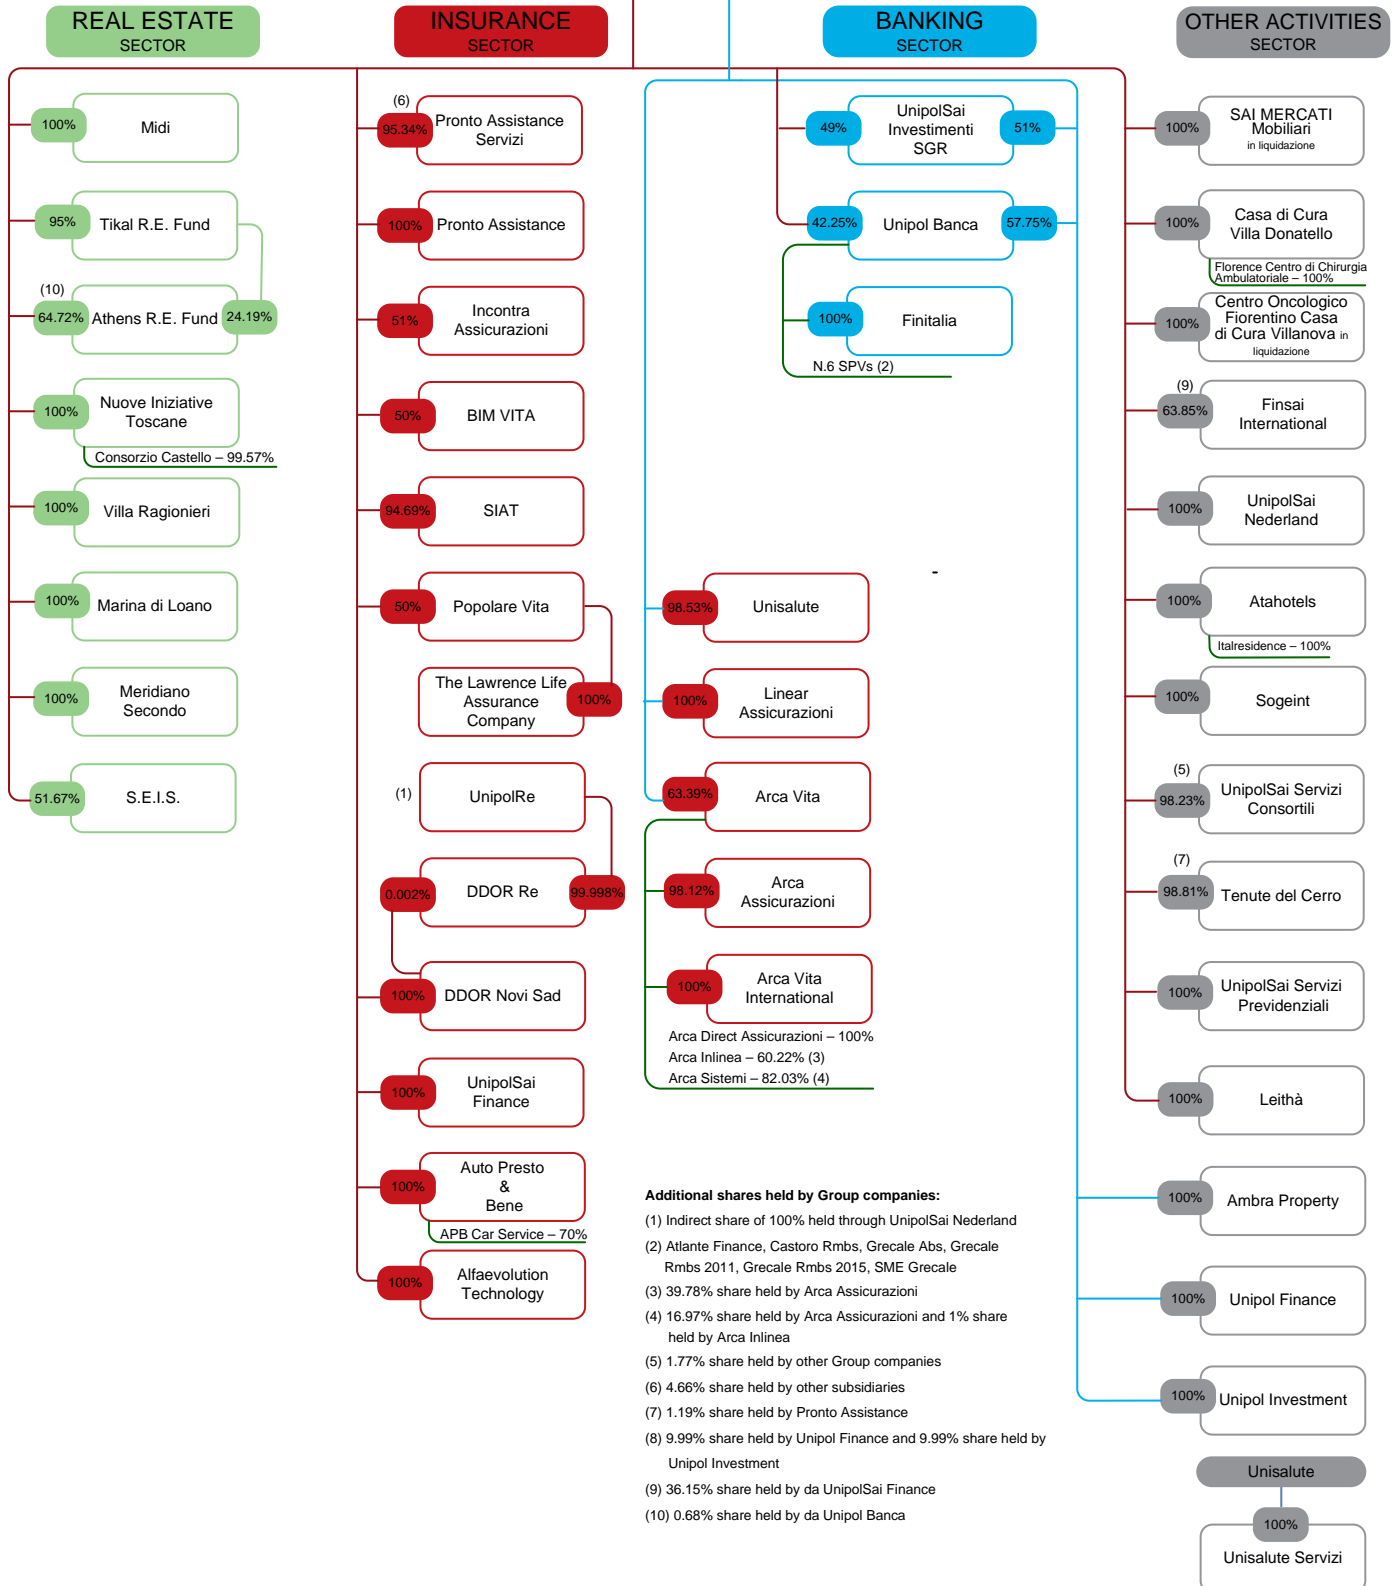 REAL ESTATE
SECTOR
100%
Midi
95%
Tikal R.E. Fund
(10)
64.72%
Athens R.E. Fund
24.19%
100%
Nuove Iniziative
Toscane
Consorzio Castello – 99.57%
100%
Villa Ragionieri
100%
Marina di Loano
100%
Meridiano
Secondo
51.67%
S.E.I.S.
INSURANCE
SECTOR
(6)
95.34%
Pronto Assistance
Servizi
100%
Pronto Assistance
51%
Incontra
Assicurazioni
50%
BIM VITA
94.69%
SIAT
50%
Popolare Vita
The Lawrence Life
Assurance
Company
100%
(1)
UnipolRe
0.002%
DDOR Re
99.998%
100%
DDOR Novi Sad
100%
UnipolSai
Finance
100%
Auto Presto
&
Bene
APB Car Service – 70%
100%
Alfaevolution
Technology
BANKING
SECTOR
49%
UnipolSai
Investimenti
SGR
51%
42.25%
Unipol Banca
57.75%
100%
Finitalia
N.6 SPVs (2)
-
98.53%
Unisalute
100%
Linear
Assicurazioni
63.39%
Arca Vita
98.12%
Arca
Assicurazioni
100%
Arca Vita
International
Arca Direct Assicurazioni – 100%
Arca Inlinea – 60.22% (3)
Arca Sistemi – 82.03% (4)
OTHER ACTIVITIES
SECTOR
100%
SAI MERCATI
Mobiliari
in liquidazione
100%
Casa di Cura
Villa Donatello
Florence Centro di Chirurgia
Ambulatoriale – 100%
100%
Centro Oncologico
Fiorentino Casa
di Cura Villanova in
liquidazione
(9)
63.85%
Finsai
International
100%
UnipolSai
Nederland
100%
Atahotels
Italresidence – 100%
100%
Sogeint
(5)
98.23%
UnipolSai Servizi
Consortili
(7)
98.81%
Tenute del Cerro
100%
UnipolSai Servizi
Previdenziali
100%
Leithà
100%
Ambra Property
100%
Unipol Finance
100%
Unipol Investment
Unisalute
100%
Unisalute Servizi
Additional shares held by Group companies:
(1) Indirect share of 100% held through UnipolSai Nederland
(2) Atlante Finance, Castoro Rmbs, Grecale Abs, Grecale
Rmbs 2011, Grecale Rmbs 2015, SME Grecale
(3) 39.78% share held by Arca Assicurazioni
(4) 16.97% share held by Arca Assicurazioni and 1% share
held by Arca Inlinea
(5) 1.77% share held by other Group companies
(6) 4.66% share held by other subsidiaries
(7) 1.19% share held by Pronto Assistance
(8) 9.99% share held by Unipol Finance and 9.99% share held by
Unipol Investment
(9) 36.15% share held by da UnipolSai Finance
(10) 0.68% share held by da Unipol Banca